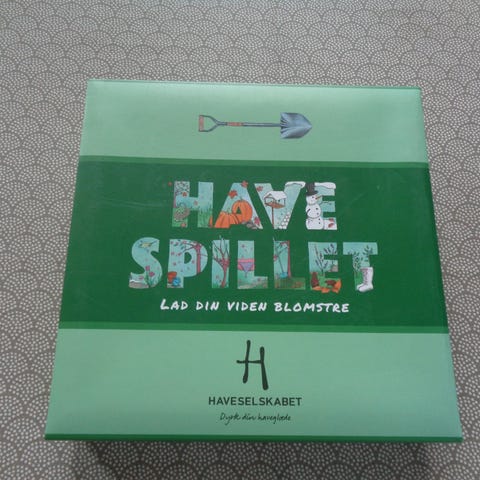 HAVE
SPILLET
LAD DIN VIDEN BLOMSTRE
H
HAVESELSKABET
Dyrk din haveglæde